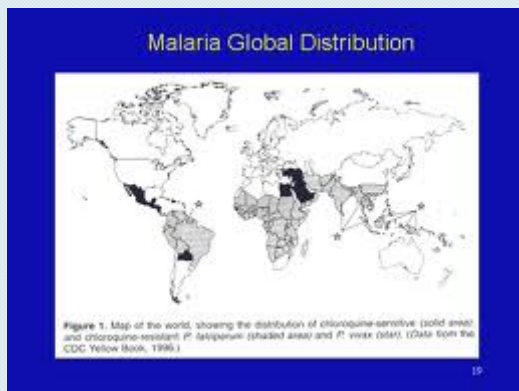 Malaria Global Distribution
Figure 1. Map of the world, showing the distribution of chloroquine-sensitive (solid area)
and chloroquine-resistant P. falciparum (shaded area) and P. vivax (star). (Data from the
CDC Yellow Book, 1996.)
19